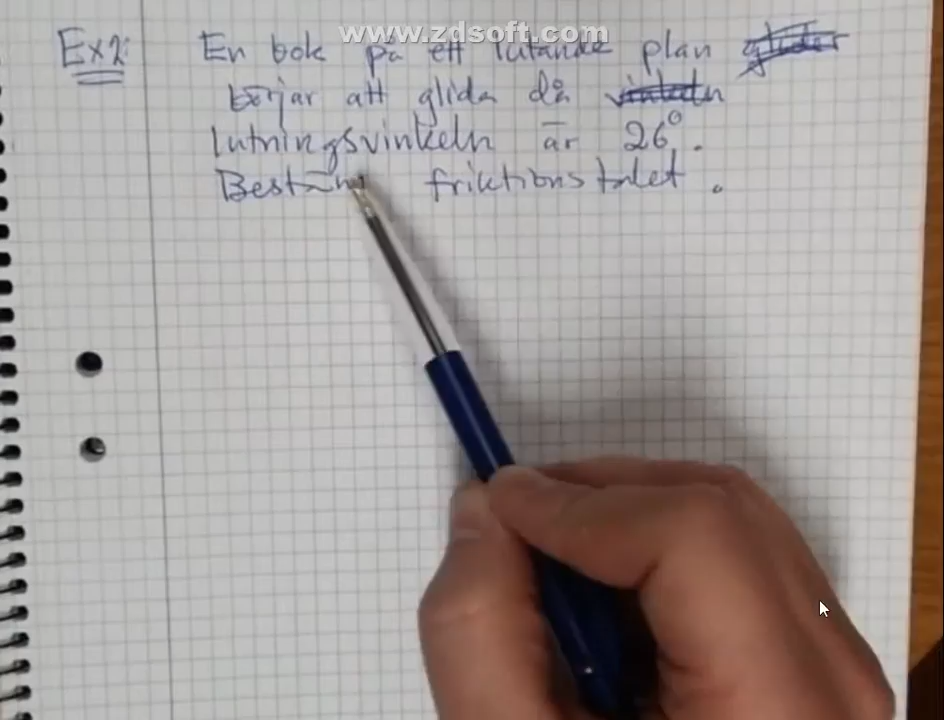 www.zdsoft.com
Ex2: En bok på ett lutande plan
börjar att glida då
lutningsvinkeln är 26°.
Bestäm friktionstalet.